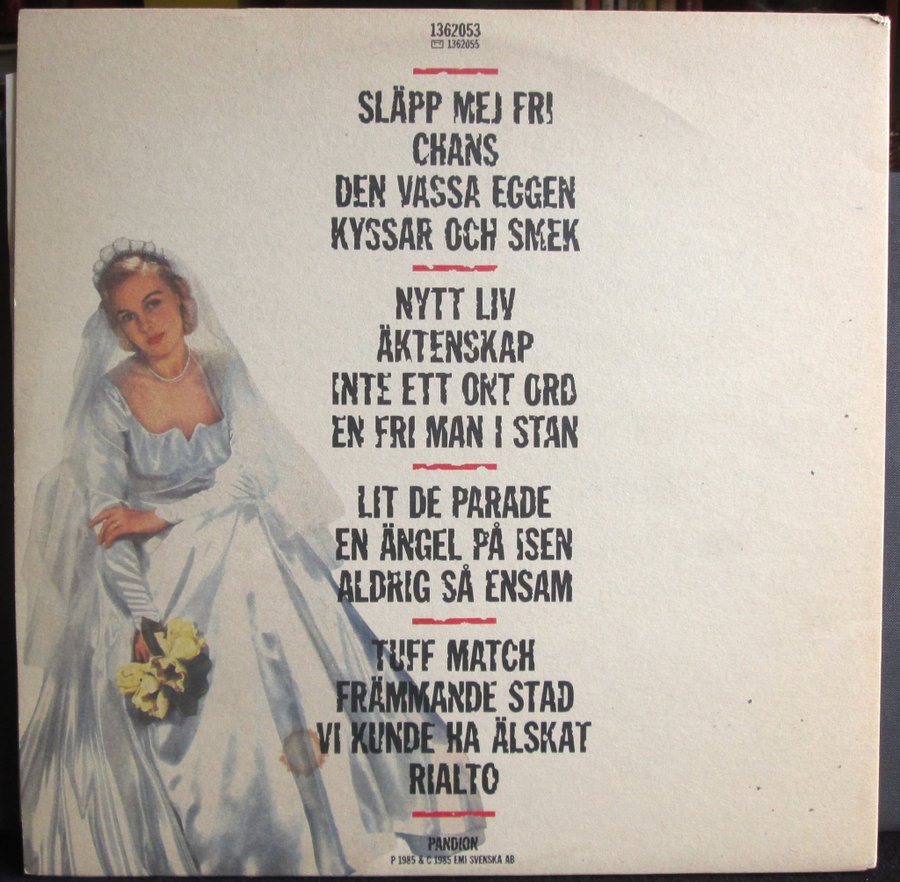 1362053
1362055
SLÄPP MEJ FRI
CHANS
DEN VASSA EGGEN
KYSSAR OCH SMEK
NYTT LIV
ÄKTENSKAP
INTE ETT ONT ORD
EN FRI MAN I STAN
LIT DE PARADE
EN ÄNGEL PÅ ISEN
ALDRIG SÅ ENSAM
TUFF MATCH
FRÄMMANDE STAD
VI KUNDE HA ÄLSKAT
RIALTO
PANDION
P 1985 & C 1985 EMI SVENSKA AB